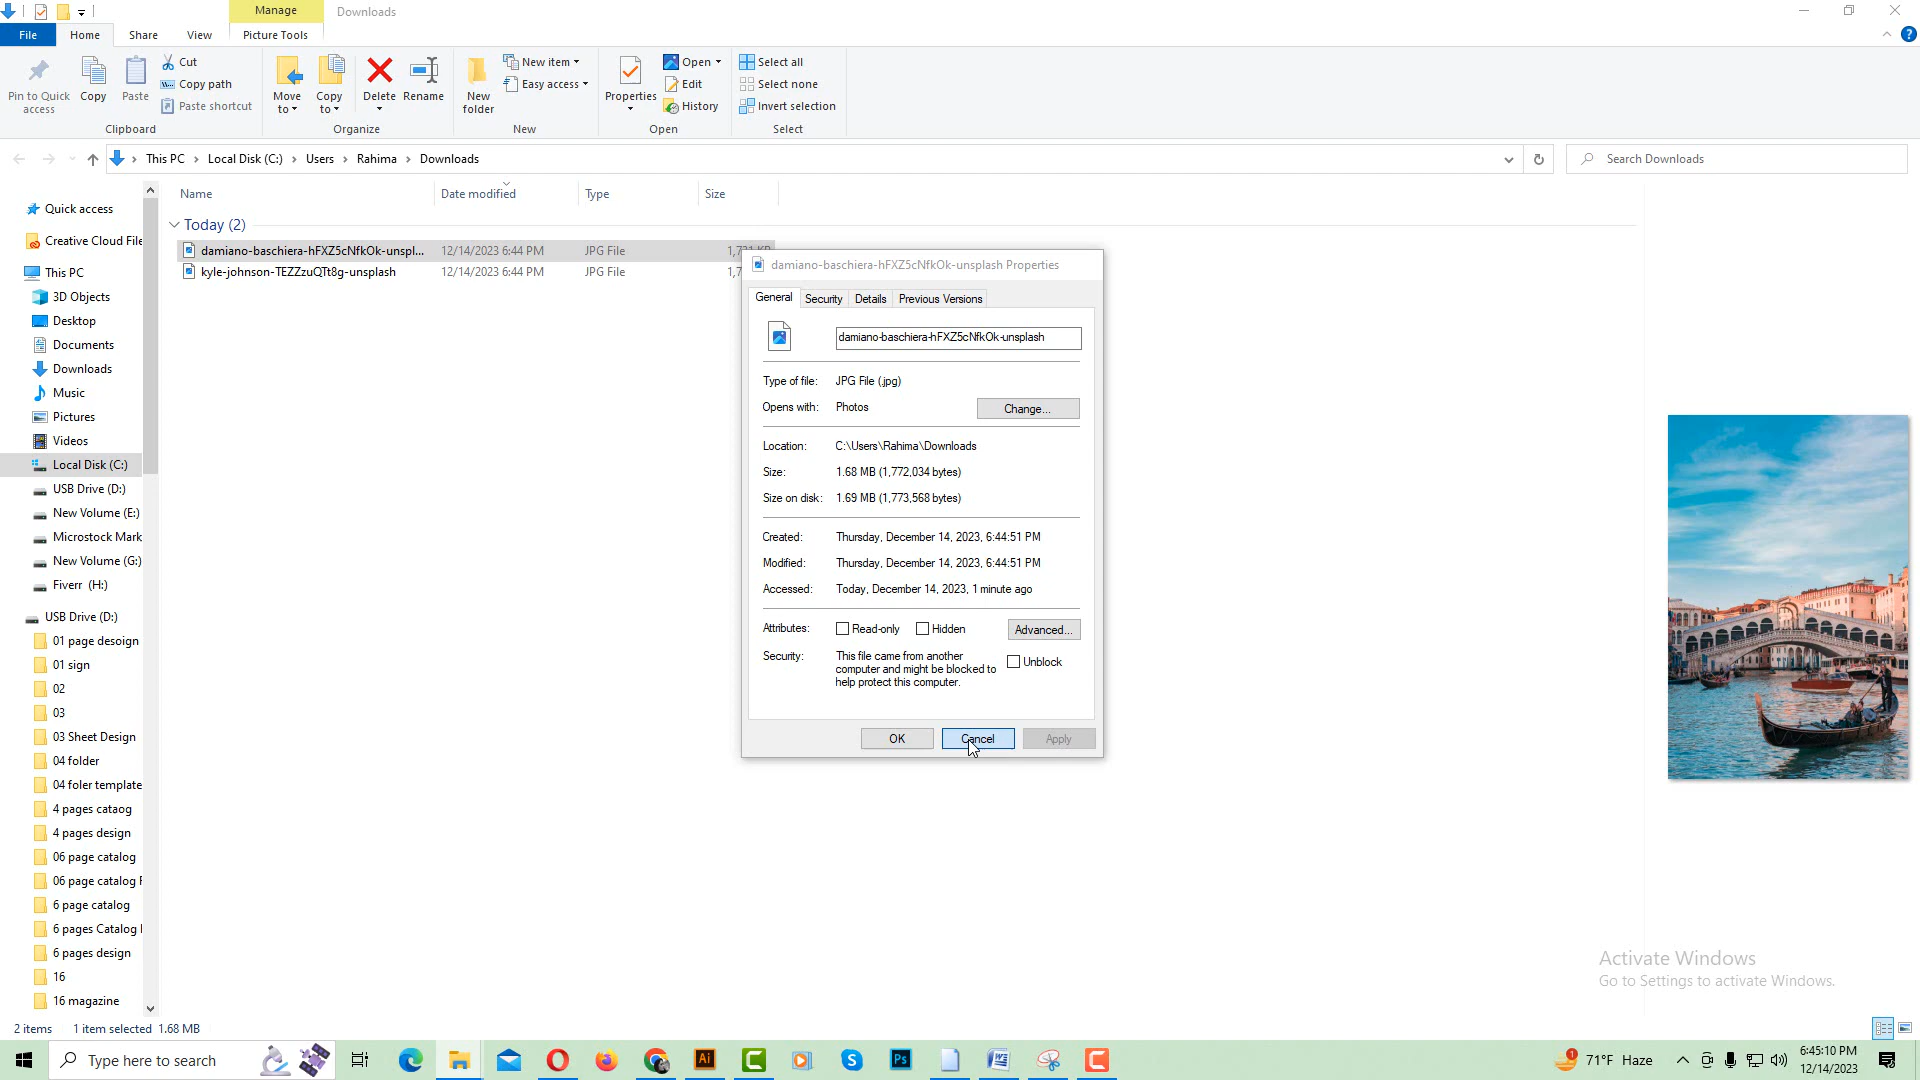 Manage
Downloads
File
Home
Share
View
Picture Tools
Pin to Quick access
Copy
Paste
Cut
Copy path
Paste shortcut
Clipboard
Move to
Copy to
Delete
Rename
Organize
New folder
New item
Easy access
New
Properties
Open
Edit
History
Open
Select all
Select none
Invert selection
Select
This PC
Local Disk (C:)
Users
Rahima
Downloads
Search Downloads
Name
Date modified
Type
Size
Today (2)
damiano-baschiera-hFXZ5cNfkOk-unspl...
12/14/2023 6:44 PM
JPG File
kyle-johnson-TEZZzuQTt8g-unsplash
12/14/2023 6:44 PM
JPG File
Quick access
Creative Cloud File
This PC
3D Objects
Desktop
Documents
Downloads
Music
Pictures
Videos
Local Disk (C:)
USB Drive (D:)
New Volume (E:)
Microstock Mark
New Volume (G:)
Fiverr (H:)
USB Drive (D:)
01 page desoign
01 sign
02
03
03 Sheet Design
04 folder
04 foler template
4 pages cataog
4 pages design
06 page catalog
06 page catalog
6 page catalog
6 pages Catalog
6 pages design
16
16 magazine
damiano-baschiera-hFXZ5cNfkOk-unsplash Properties
General
Security
Details
Previous Versions
damiano-baschiera-hFXZ5cNfkOk-unsplash
Type of file: JPG File (.jpg)
Opens with: Photos
Change...
Location: C:\Users\Rahima\Downloads
Size: 1.68 MB (1,772,034 bytes)
Size on disk: 1.69 MB (1,773,568 bytes)
Created: Thursday, December 14, 2023, 6:44:51 PM
Modified: Thursday, December 14, 2023, 6:44:51 PM
Accessed: Today, December 14, 2023, 1 minute ago
Attributes: Read-only Hidden Advanced...
Security: This file came from another
computer and might be blocked to
help protect this computer.
Unblock
OK
Cancel
Apply
Activate Windows
Go to Settings to activate Windows.
2 items
1 item selected 1.68 MB
Type here to search
71°F Haze
6:45:10 PM
12/14/2023